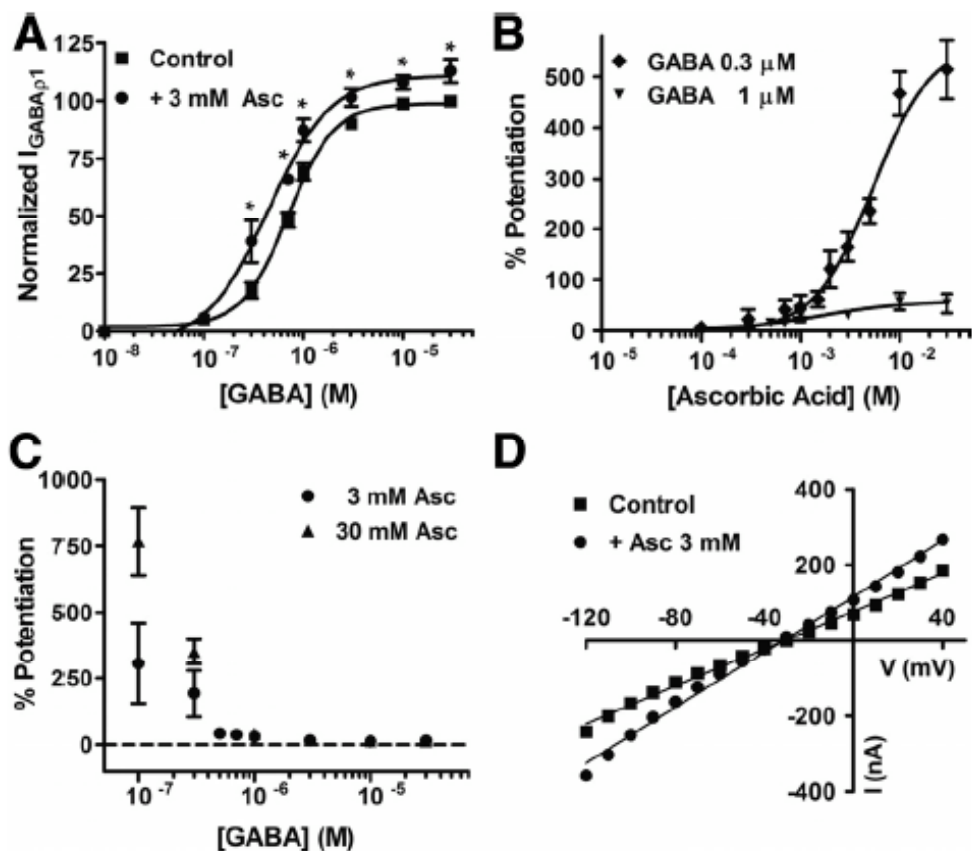 A
Normalized I_GABAρ1
125
100
75
50
25
0
Control
+ 3 mM Asc
*
*
*
*
*
*
10^-8
10^-7
10^-6
10^-5
[GABA] (M)
B
% Potentiation
500
400
300
200
100
0
GABA 0.3 μM
GABA 1 μM
10^-5
10^-4
10^-3
10^-2
[Ascorbic Acid] (M)
C
% Potentiation
1000
750
500
250
0
3 mM Asc
30 mM Asc
10^-7
10^-6
10^-5
[GABA] (M)
D
Control
+ Asc 3 mM
400
200
-120
-80
-40
0
40
V (mV)
-200
-400
I (nA)